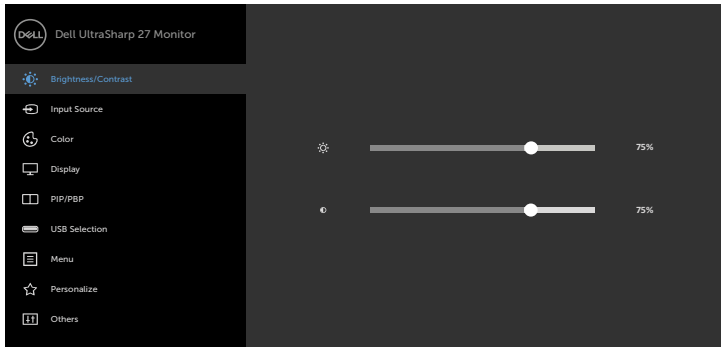 DELL
Dell UltraSharp 27 Monitor
Brightness/Contrast
Input Source
Color
Display
PIP/PBP
USB Selection
Menu
Personalize
Others
75%
75%